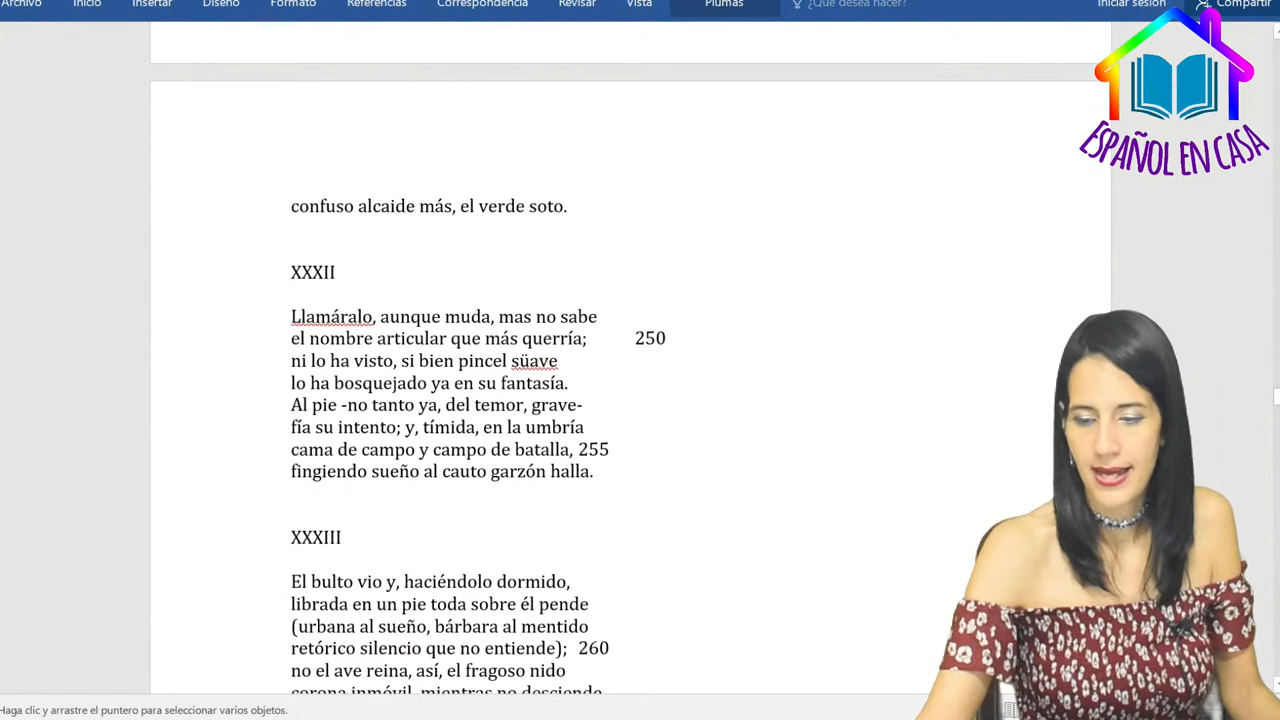 Archivo Inicio Insertar Diseño Formato Referencias Correspondencia Revisar Vista Plumas ¿Qué desea hacer? Iniciar sesión Compartir
ESPAÑOL EN CASA
confuso alcaide más, el verde soto.
XXXII
Llamáralo, aunque muda, mas no sabe
el nombre articular que más querría; 250
ni lo ha visto, si bien pincel süave
lo ha bosquejado ya en su fantasía.
Al pie -no tanto ya, del temor, grave-
fía su intento; y, tímida, en la umbría
cama de campo y campo de batalla, 255
fingiendo sueño al cauto garzón halla.
XXXIII
El bulto vio y, haciéndolo dormido,
librada en un pie toda sobre él pende
(urbana al sueño, bárbara al mentido
retórico silencio que no entiende); 260
no el ave reina, así, el fragoso nido
corona inmóvil, mientras no desciende
Haga clic y arrastre el puntero para seleccionar varios objetos.